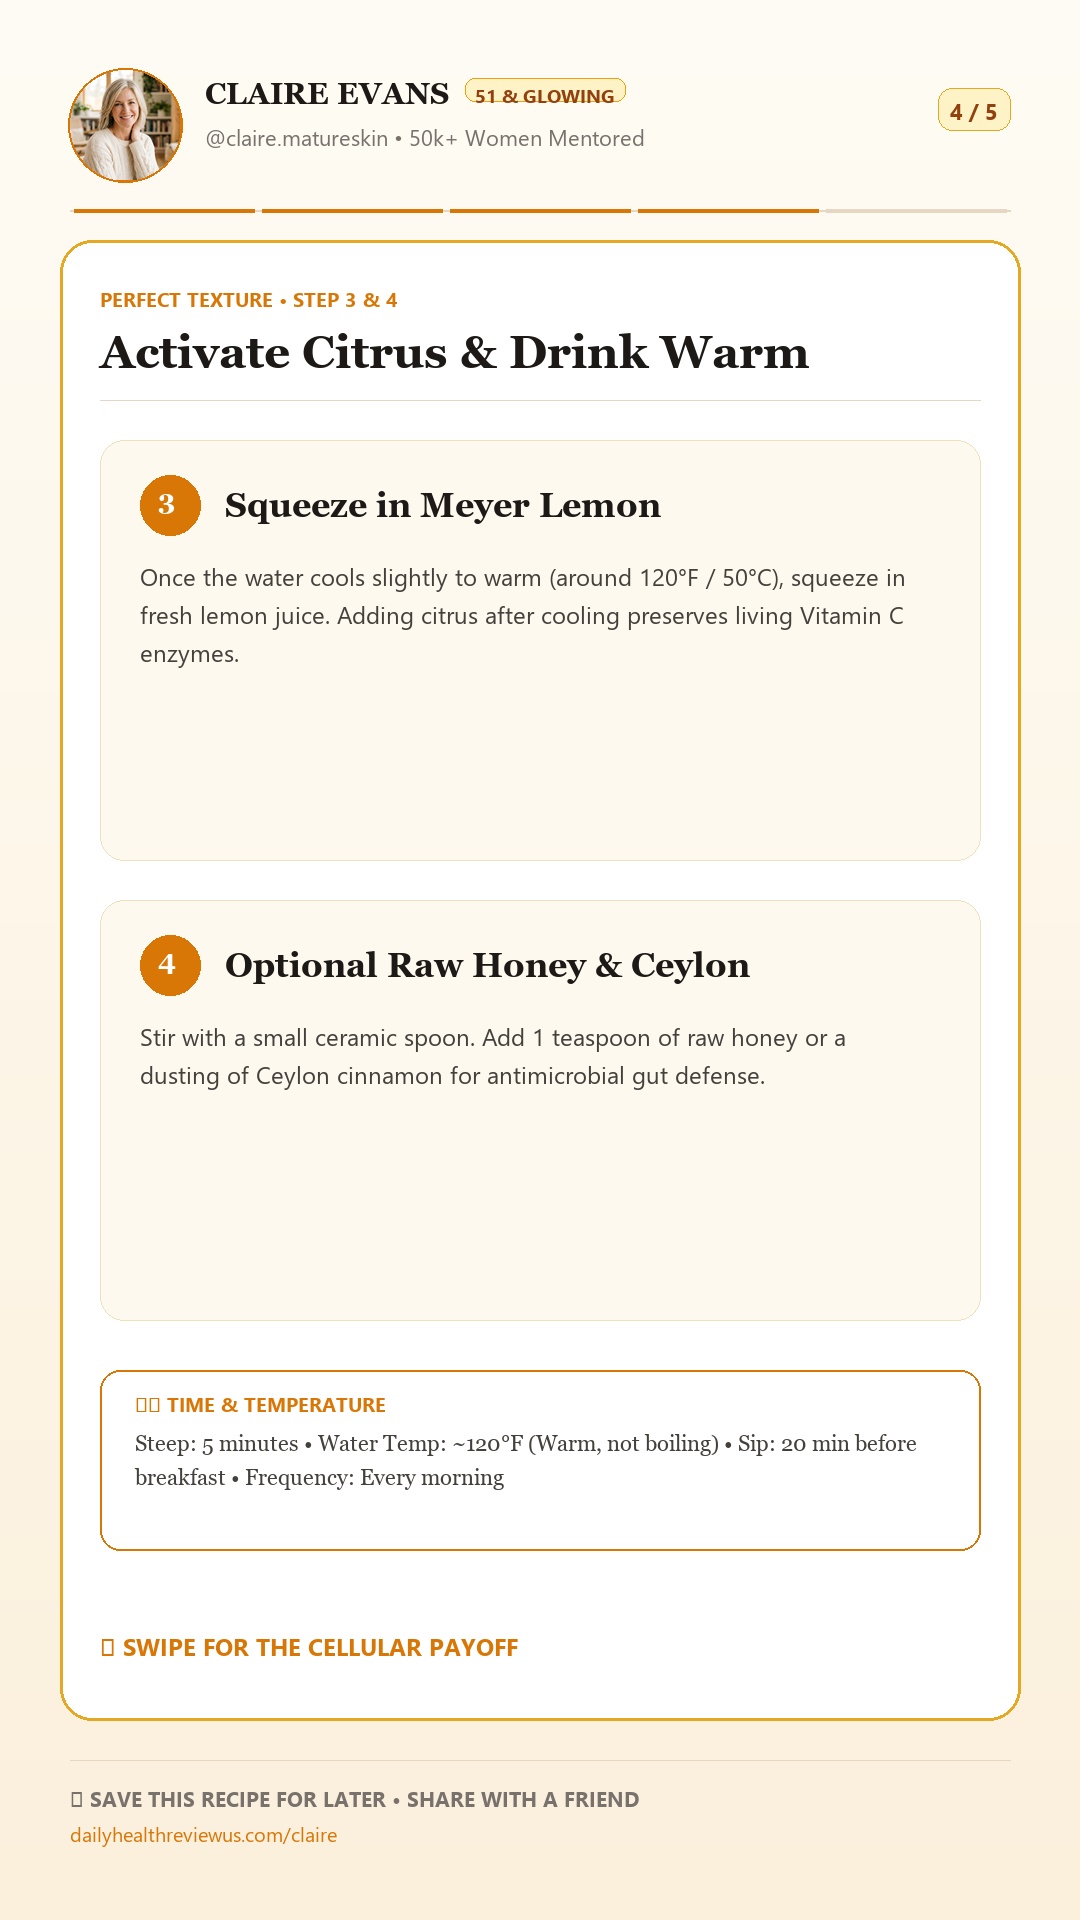 CLAIRE EVANS
51 & GLOWING
@claire.matureskin • 50k+ Women Mentored
4 / 5
PERFECT TEXTURE • STEP 3 & 4
Activate Citrus & Drink Warm
3
Squeeze in Meyer Lemon
Once the water cools slightly to warm (around 120°F / 50°C), squeeze in
fresh lemon juice. Adding citrus after cooling preserves living Vitamin C
enzymes.
4
Optional Raw Honey & Ceylon
Stir with a small ceramic spoon. Add 1 teaspoon of raw honey or a
dusting of Ceylon cinnamon for antimicrobial gut defense.
TIME & TEMPERATURE
Steep: 5 minutes • Water Temp: ~120°F (Warm, not boiling) • Sip: 20 min before
breakfast • Frequency: Every morning
SWIPE FOR THE CELLULAR PAYOFF
SAVE THIS RECIPE FOR LATER • SHARE WITH A FRIEND
dailyhealthreviewus.com/claire